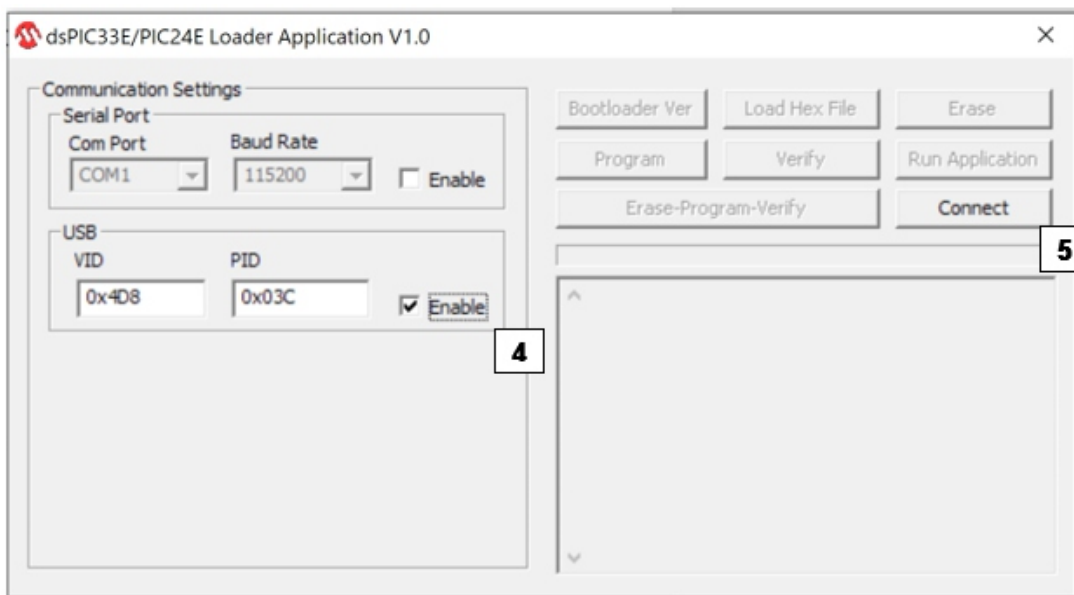 dsPIC33E/PIC24E Loader Application V1.0
Communication Settings
Serial Port
Com Port Baud Rate
COM1 115200 Enable
USB
VID PID
0x4D8 0x03C Enable
4
Bootloader Ver Load Hex File Erase
Program Verify Run Application
Erase-Program-Verify Connect
5